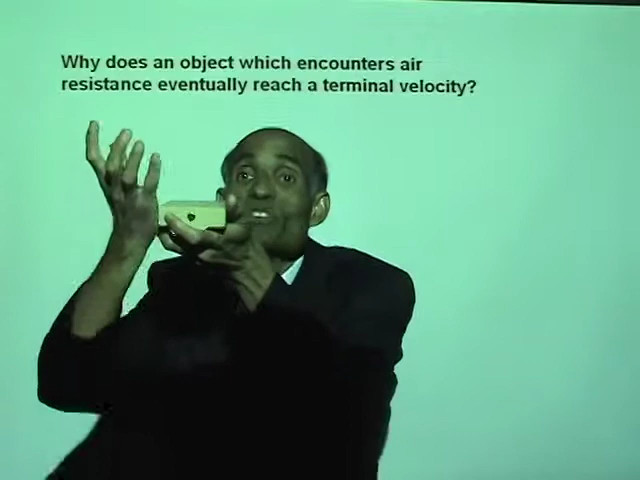 Why does an object which encounters air
resistance eventually reach a terminal velocity?